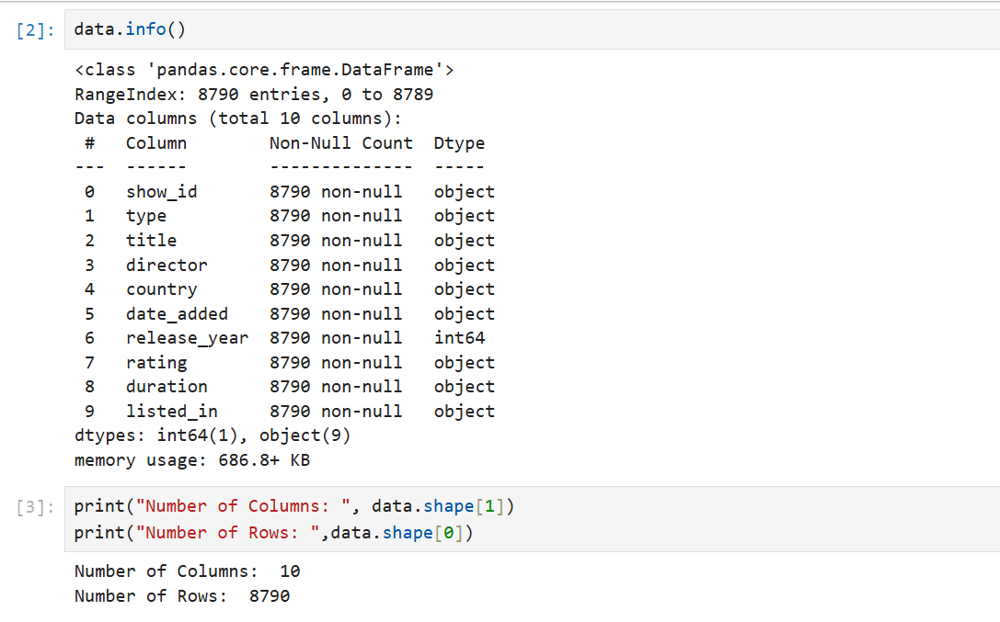 [2]: data.info()
<class 'pandas.core.frame.DataFrame'>
RangeIndex: 8790 entries, 0 to 8789
Data columns (total 10 columns):
 #   Column        Non-Null Count  Dtype
---  ------        --------------  -----
 0   show_id       8790 non-null   object
 1   type          8790 non-null   object
 2   title         8790 non-null   object
 3   director      8790 non-null   object
 4   country       8790 non-null   object
 5   date_added    8790 non-null   object
 6   release_year  8790 non-null   int64
 7   rating        8790 non-null   object
 8   duration      8790 non-null   object
 9   listed_in     8790 non-null   object
dtypes: int64(1), object(9)
memory usage: 686.8+ KB
[3]: print("Number of Columns: ", data.shape[1])
print("Number of Rows: ",data.shape[0])
Number of Columns:  10
Number of Rows:  8790